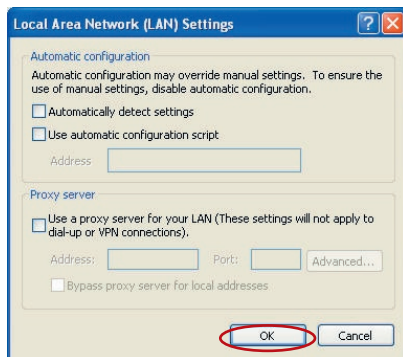 Local Area Network (LAN) Settings
Automatic configuration
Automatic configuration may override manual settings. To ensure the
use of manual settings, disable automatic configuration.
Automatically detect settings
Use automatic configuration script
Address
Proxy server
Use a proxy server for your LAN (These settings will not apply to
dial-up or VPN connections).
Address: Port: Advanced...
Bypass proxy server for local addresses
OK Cancel